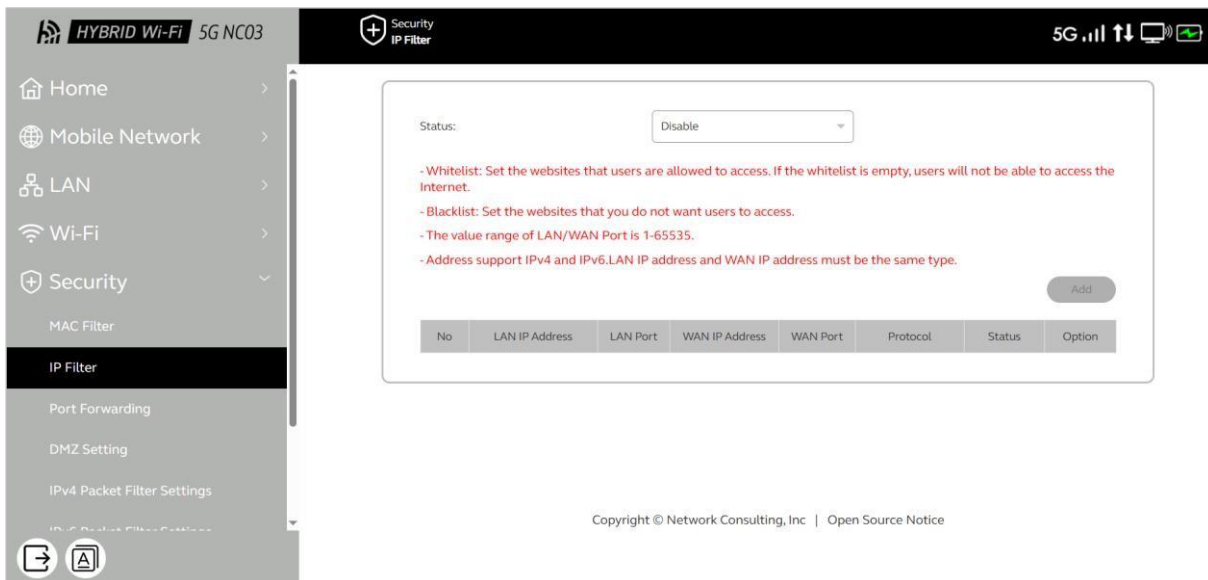 HYBRID Wi-Fi 5G NC03
Security
IP Filter
5G
Home
Mobile Network
LAN
Wi-Fi
Security
MAC Filter
IP Filter
Port Forwarding
DMZ Setting
IPv4 Packet Filter Settings
IPv6 Packet Filter Settings
A
Status:
Disable
- Whitelist: Set the websites that users are allowed to access. If the whitelist is empty, users will not be able to access the
Internet.
- Blacklist: Set the websites that you do not want users to access.
- The value range of LAN/WAN Port is 1-65535.
- Address support IPv4 and IPv6.LAN IP address and WAN IP address must be the same type.
Add
No LAN IP Address LAN Port WAN IP Address WAN Port Protocol Status Option
Copyright © Network Consulting, Inc | Open Source Notice